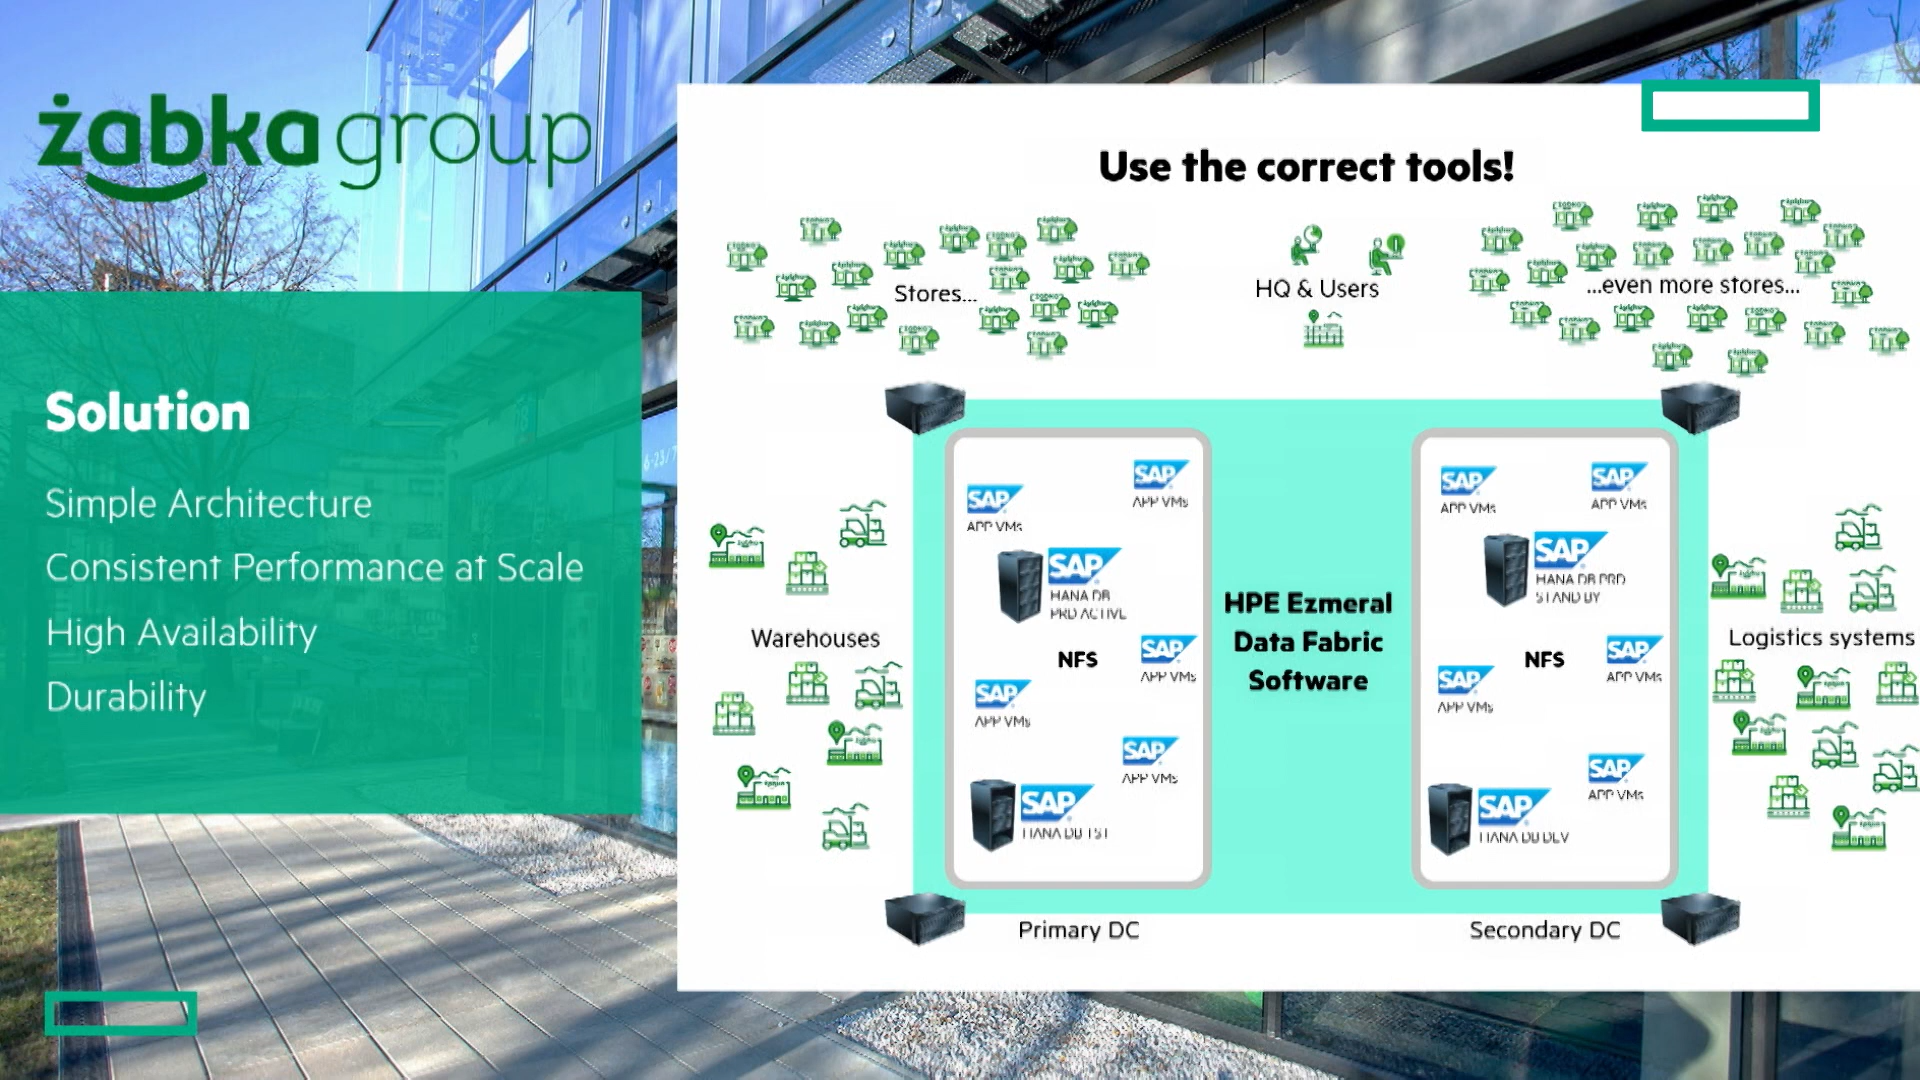 żabka group
Solution
Simple Architecture
Consistent Performance at Scale
High Availability
Durability
Use the correct tools!
Stores...
HQ & Users
...even more stores...
Warehouses
SAP
APP VMs
SAP
APP VMs
SAP
HANA DB
PRD ACTIVE
NFS
SAP
APP VMs
SAP
APP VMs
SAP
APP VMs
SAP
HANA DB TST
Primary DC
HPE Ezmeral
Data Fabric
Software
SAP
APP VMs
SAP
APP VMs
SAP
HANA DB PRD
STAND BY
NFS
SAP
APP VMs
SAP
APP VMs
SAP
APP VMs
SAP
HANA DB DEV
Secondary DC
Logistics systems